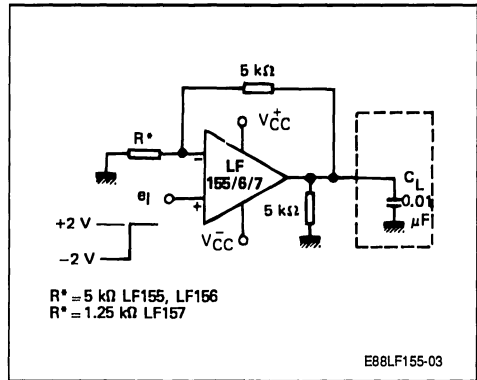 5 kΩ
R*
V⁺CC
LF
155/6/7
−
+
eI
+2 V
−2 V
V⁻CC
5 kΩ
CL
0.01
μF
R* = 5 kΩ LF155, LF156
R* = 1.25 kΩ LF157
E88LF155-03